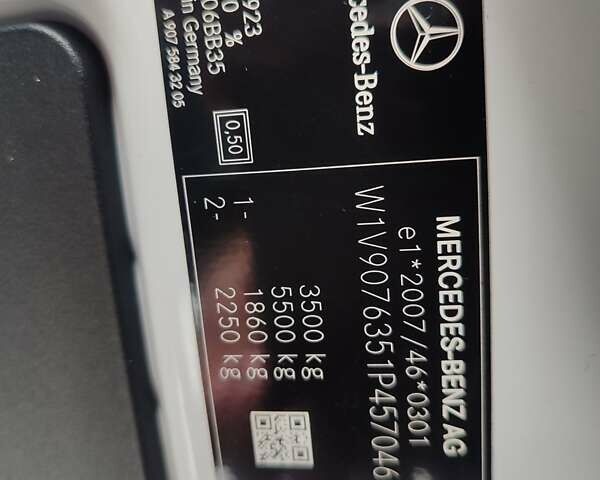 923
0 %
06BB35
in Germany
A 907 584 32 05
cedes-Benz
0,50
MERCEDES-BENZ AG
e1*2007/46*0301
W1V9076351P457046
3500 kg
5500 kg
1- 1860 kg
2- 2250 kg